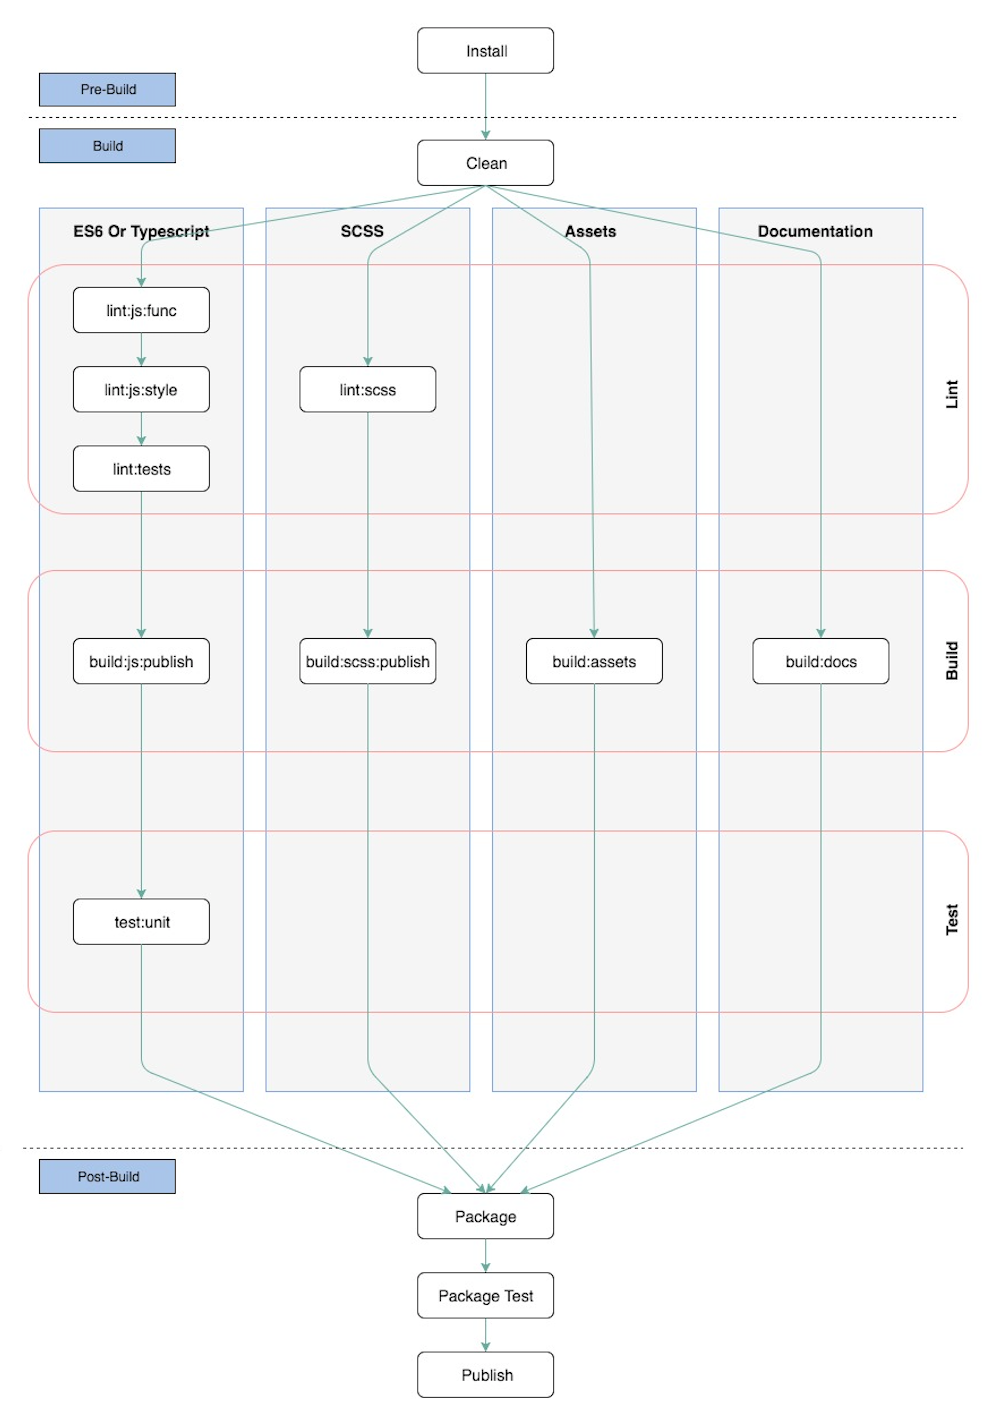 Install
Pre-Build
Build
Clean
ES6 Or Typescript
SCSS
Assets
Documentation
lint:js:func
lint:js:style
lint:scss
Lint
lint:tests
build:js:publish
build:scss:publish
build:assets
build:docs
Build
test:unit
Test
Post-Build
Package
Package Test
Publish